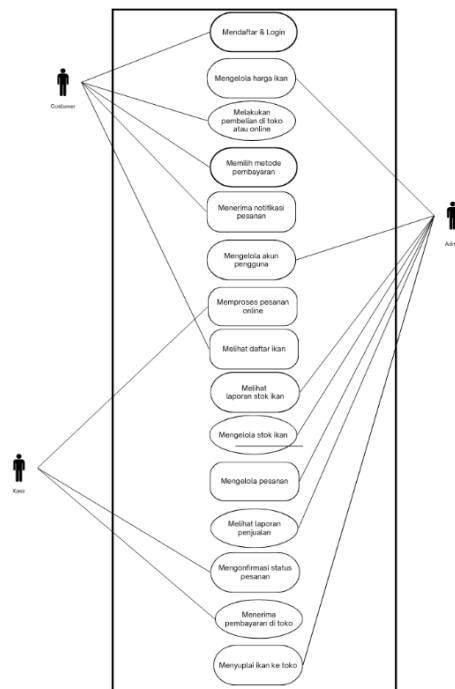 Mendaftar & Login
Mengelola harga ikan
Costumer
Melakukan
pembelian di toko
atau online
Memilih metode
pembayaran
Menerima notifikasi
pesanan
Mengelola akun
pengguna
Memproses pesanan
online
Melihat daftar ikan
Melihat
laporan stok ikan
Mengelola stok ikan
Kasir
Mengelola pesanan
Melihat laporan
penjualan
Mengonfirmasi status
pesanan
Menerima
pembayaran di toko
Menyuplai ikan ke toko